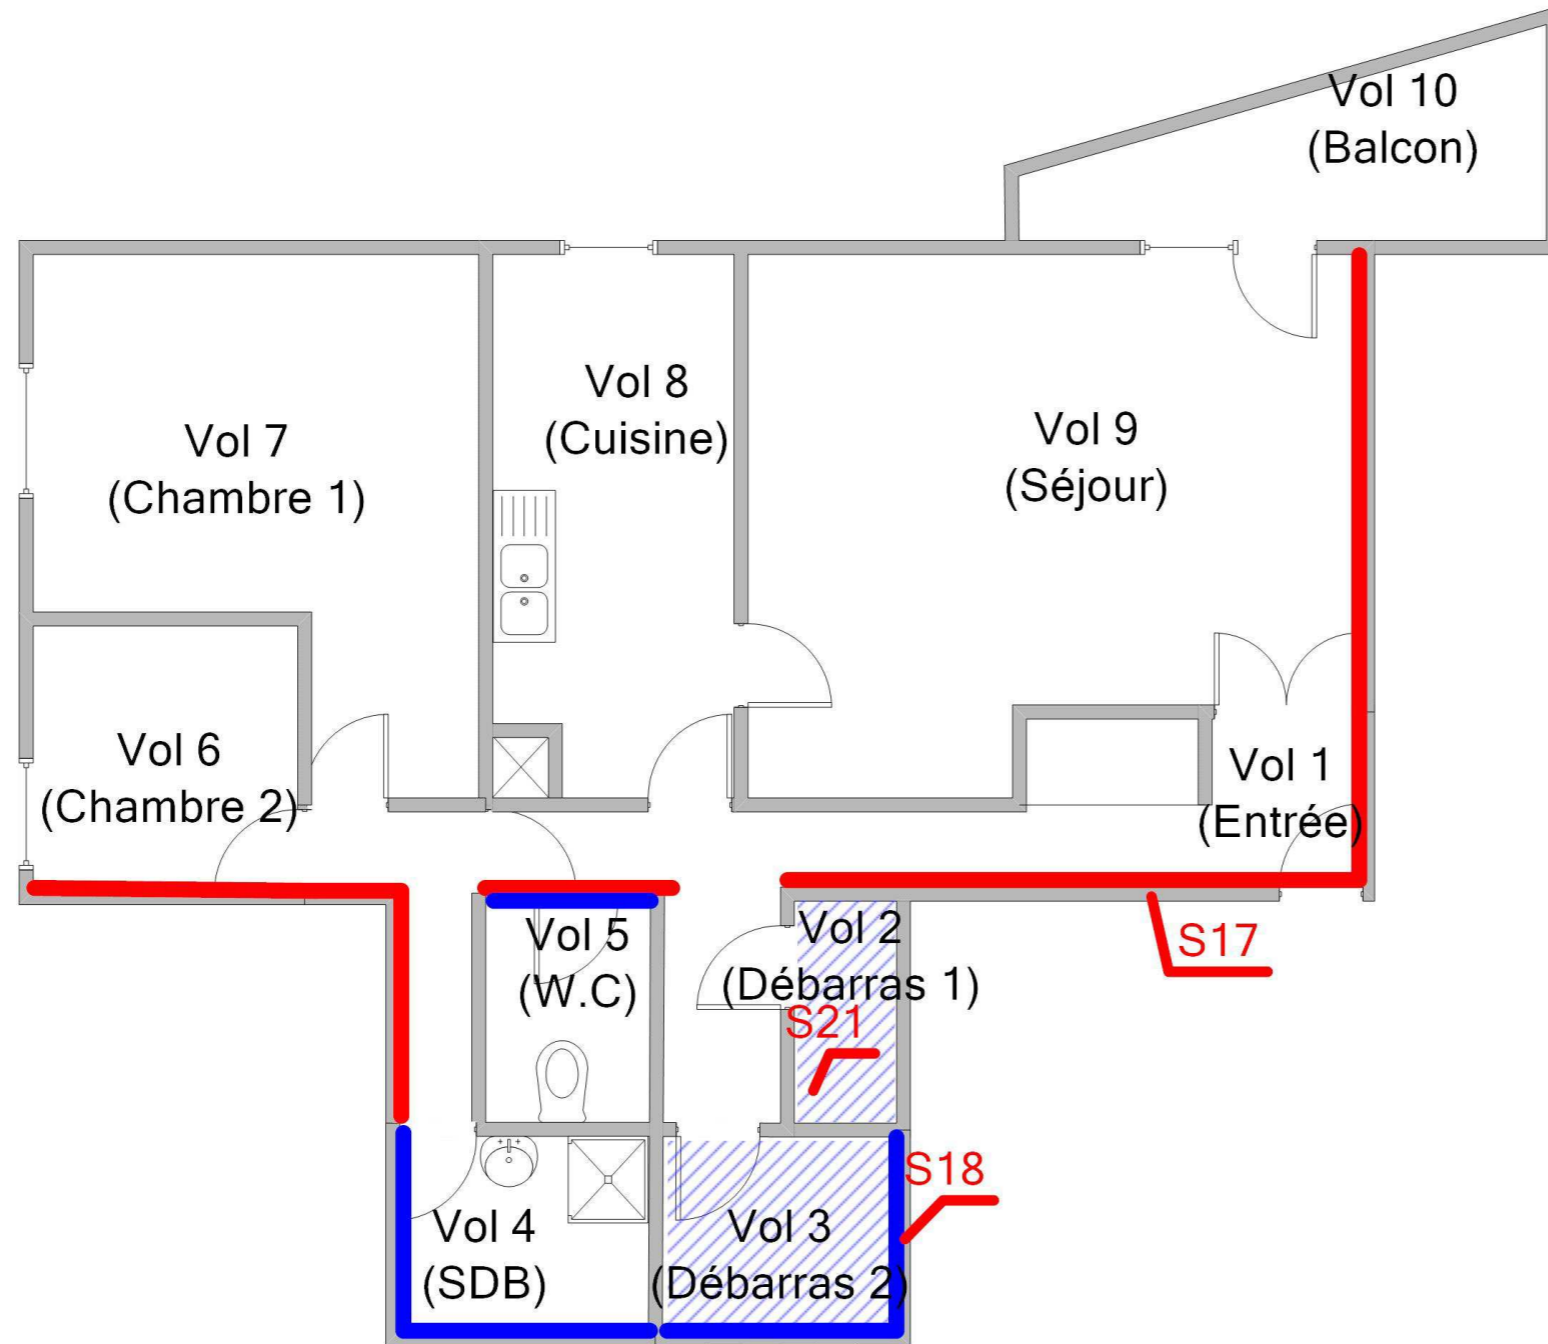 Vol 10
(Balcon)
Vol 7
(Chambre 1)
Vol 8
(Cuisine)
Vol 9
(Séjour)
Vol 6
(Chambre 2)
Vol 1
(Entrée)
Vol 5
(W.C)
Vol 2
(Débarras 1)
S17
S21
S18
Vol 4
(SDB)
Vol 3
(Débarras 2)